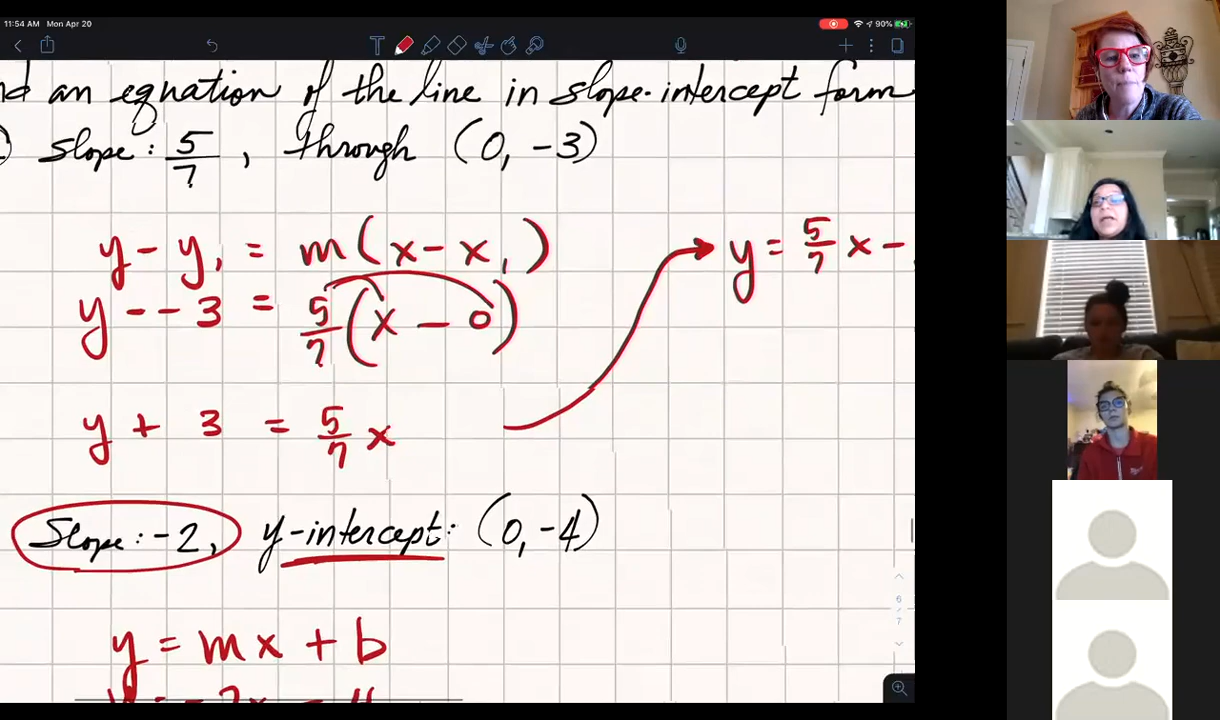 11:54 AM Mon Apr 20
90%
an equation of the line in slope-intercept form
slope: 5/7, through (0, -3)
y - y₁ = m(x - x₁)
y - - 3 = 5/7(x - 0)
y = 5/7 x -
y + 3 = 5/7 x
Slope: -2, y-intercept: (0, -4)
6
7
y = mx + b